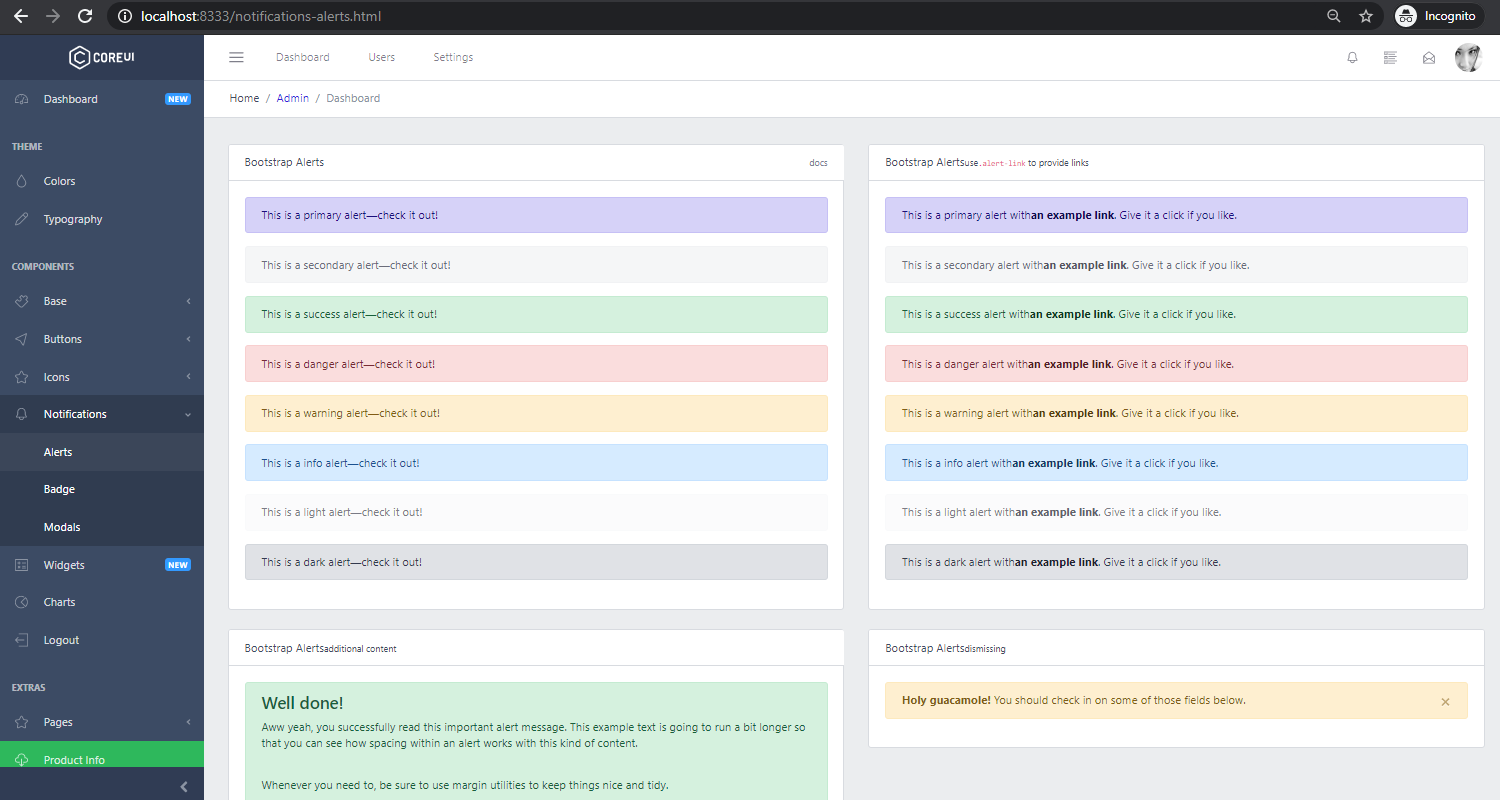 localhost:8333/notifications-alerts.html
Incognito
COREUI
Dashboard NEW
THEME
Colors
Typography
COMPONENTS
Base
Buttons
Icons
Notifications
Alerts
Badge
Modals
Widgets NEW
Charts
Logout
EXTRAS
Pages
Product Info
Dashboard Users Settings
Home / Admin / Dashboard
Bootstrap Alerts docs
This is a primary alert—check it out!
This is a secondary alert—check it out!
This is a success alert—check it out!
This is a danger alert—check it out!
This is a warning alert—check it out!
This is a info alert—check it out!
This is a light alert—check it out!
This is a dark alert—check it out!
Bootstrap Alertsuse.alert-link to provide links
This is a primary alert withan example link. Give it a click if you like.
This is a secondary alert withan example link. Give it a click if you like.
This is a success alert withan example link. Give it a click if you like.
This is a danger alert withan example link. Give it a click if you like.
This is a warning alert withan example link. Give it a click if you like.
This is a info alert withan example link. Give it a click if you like.
This is a light alert withan example link. Give it a click if you like.
This is a dark alert withan example link. Give it a click if you like.
Bootstrap Alertsadditional content
Well done!
Aww yeah, you successfully read this important alert message. This example text is going to run a bit longer so
that you can see how spacing within an alert works with this kind of content.
Whenever you need to, be sure to use margin utilities to keep things nice and tidy.
Bootstrap Alertsdismissing
Holy guacamole! You should check in on some of those fields below. ×